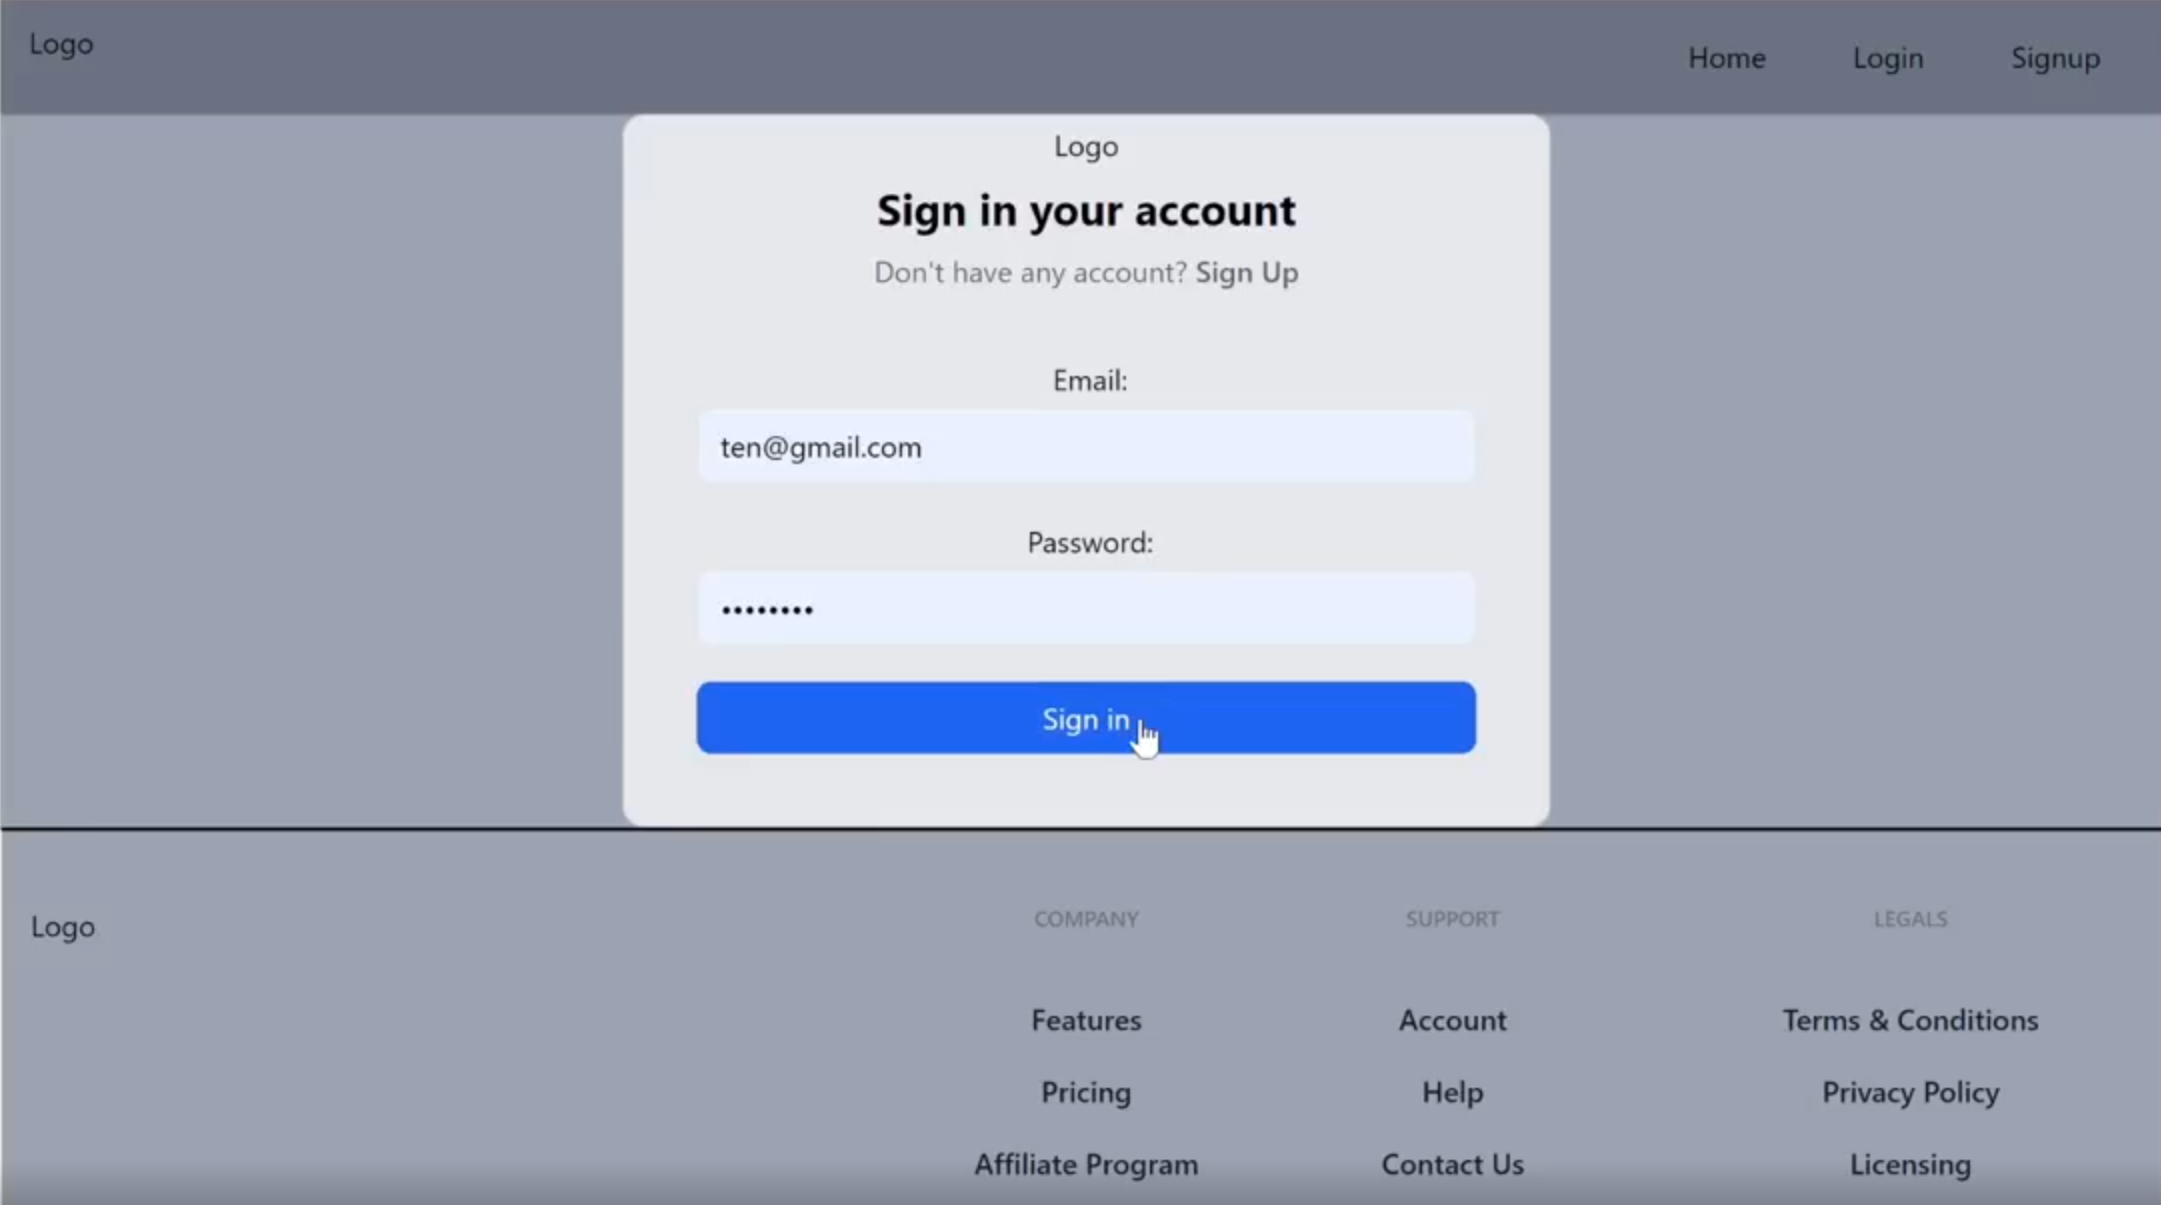 Logo
Home Login Signup
Logo
Sign in your account
Don't have any account? Sign Up
Email:
ten@gmail.com
Password:
••••••••
Sign in
Logo
COMPANY SUPPORT LEGALS
Features Account Terms & Conditions
Pricing Help Privacy Policy
Affiliate Program Contact Us Licensing